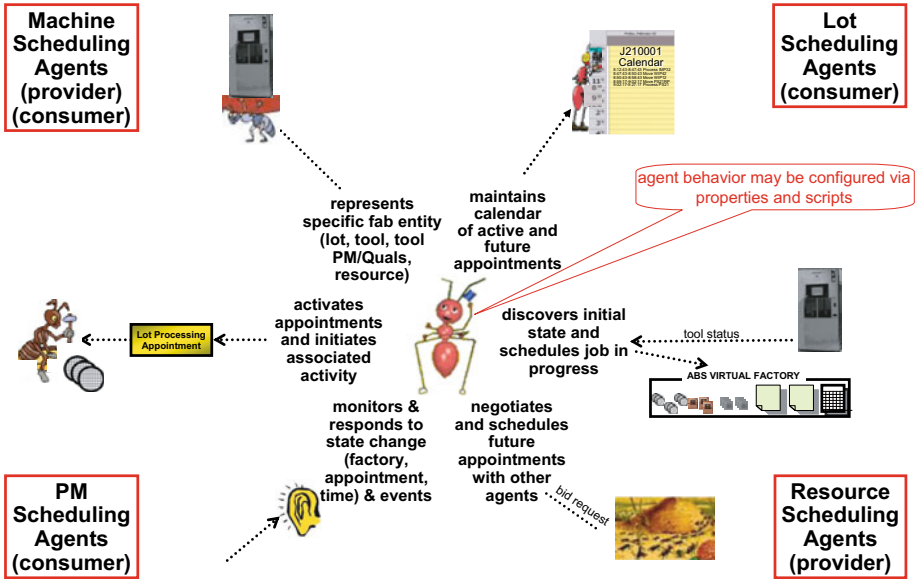 Machine
Scheduling
Agents
(provider)
(consumer)
J210001
Calendar
Lot
Scheduling
Agents
(consumer)
agent behavior may be configured via
properties and scripts
represents
specific fab entity
(lot, tool, tool
PM/Quals,
resource)
maintains
calendar
of active and
future
appointments
Lot Processing
Appointment
activates
appointments
and initiates
associated
activity
discovers initial
state and
schedules job in
progress
tool status
ABS VIRTUAL FACTORY
monitors &
responds to
state change
(factory,
appointment,
time) & events
negotiates
and schedules
future
appointments
with other
agents
bid request
PM
Scheduling
Agents
(consumer)
Resource
Scheduling
Agents
(provider)